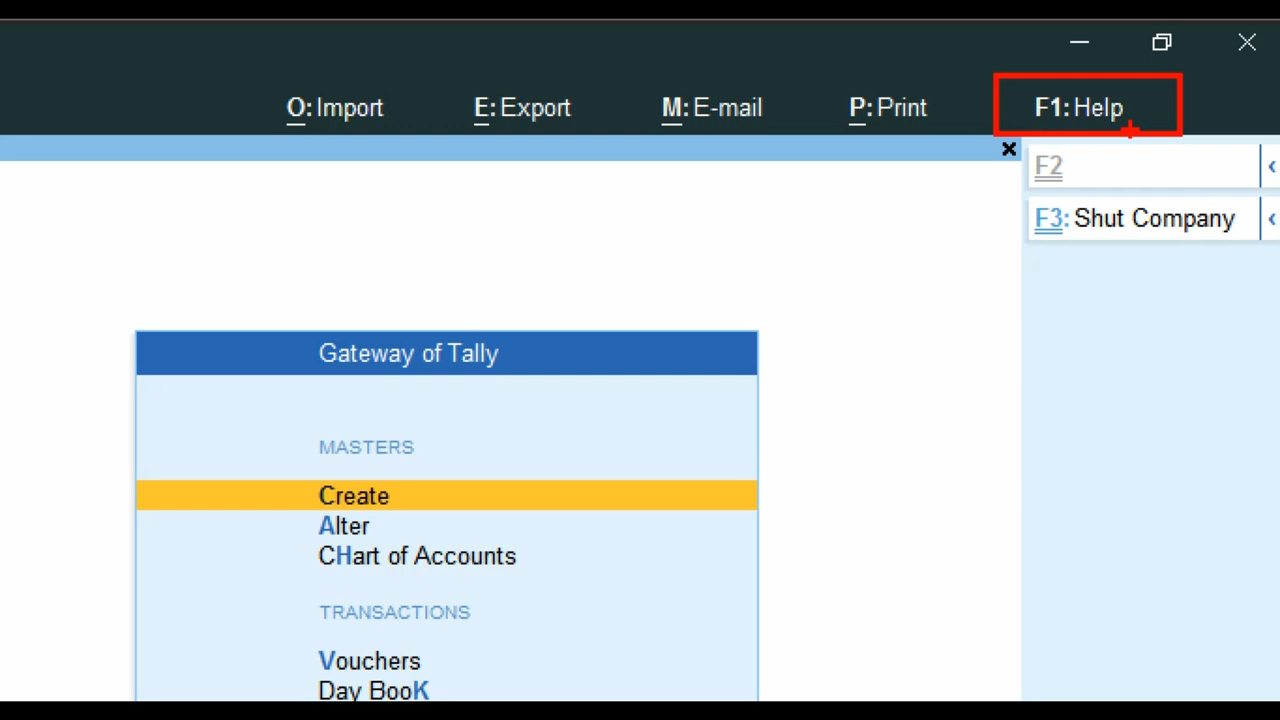 O: Import E: Export M: E-mail P: Print F1: Help
F2
F3: Shut Company
Gateway of Tally
MASTERS
Create
Alter
CHart of Accounts
TRANSACTIONS
Vouchers
Day BooK